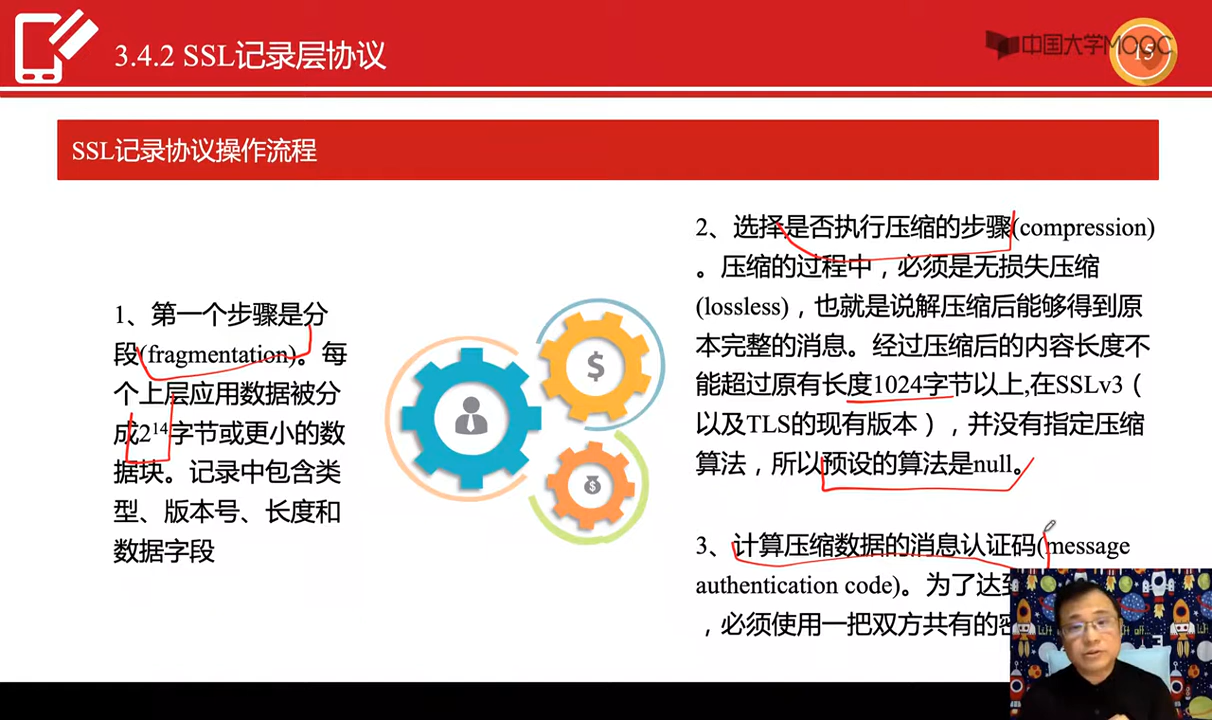 3.4.2 SSL记录层协议
中国大学MOOC
15
SSL记录协议操作流程
1、第一个步骤是分
段(fragmentation)。每
个上层应用数据被分
成2¹⁴字节或更小的数
据块。记录中包含类
型、版本号、长度和
数据字段
2、选择是否执行压缩的步骤(compression)
。压缩的过程中，必须是无损失压缩
(lossless)，也就是说解压缩后能够得到原
本完整的消息。经过压缩后的内容长度不
能超过原有长度1024字节以上,在SSLv3（
以及TLS的现有版本），并没有指定压缩
算法，所以预设的算法是null。
3、计算压缩数据的消息认证码(message
authentication code)。为了达到
，必须使用一把双方共有的密
$
$